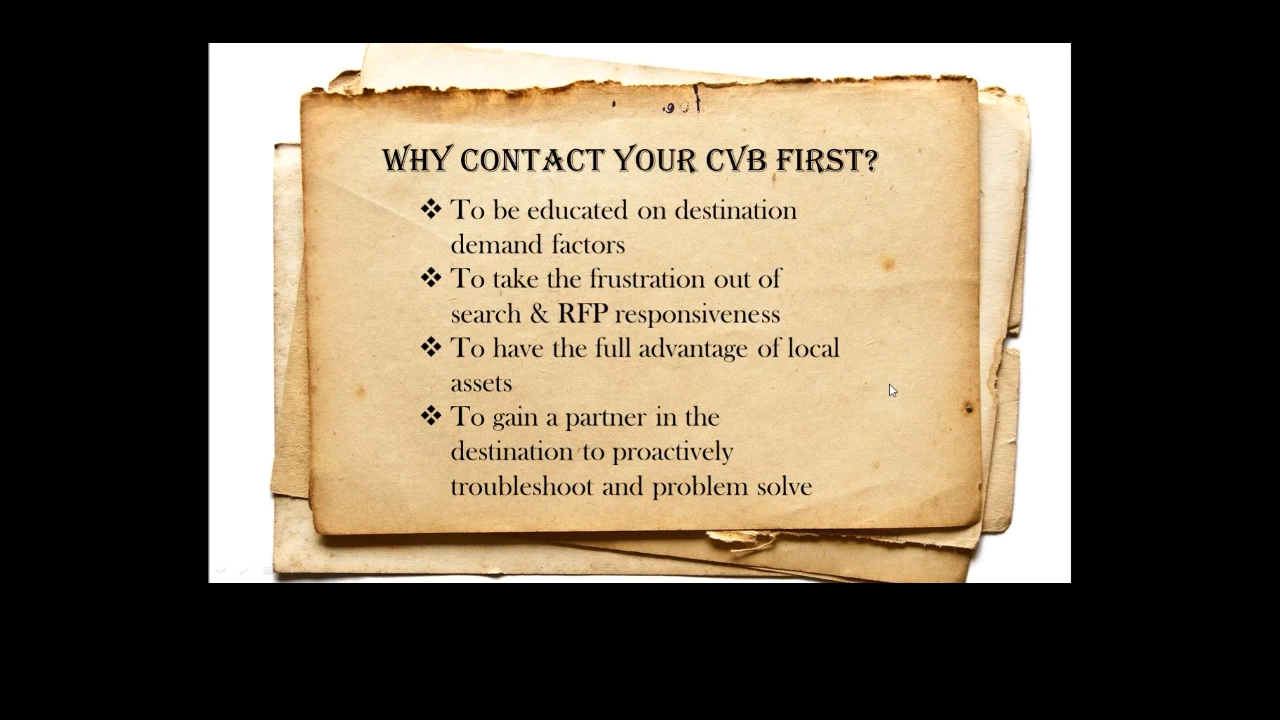 WHY CONTACT YOUR CVB FIRST?
❖ To be educated on destination
demand factors
❖ To take the frustration out of
search & RFP responsiveness
❖ To have the full advantage of local
assets
❖ To gain a partner in the
destination to proactively
troubleshoot and problem solve